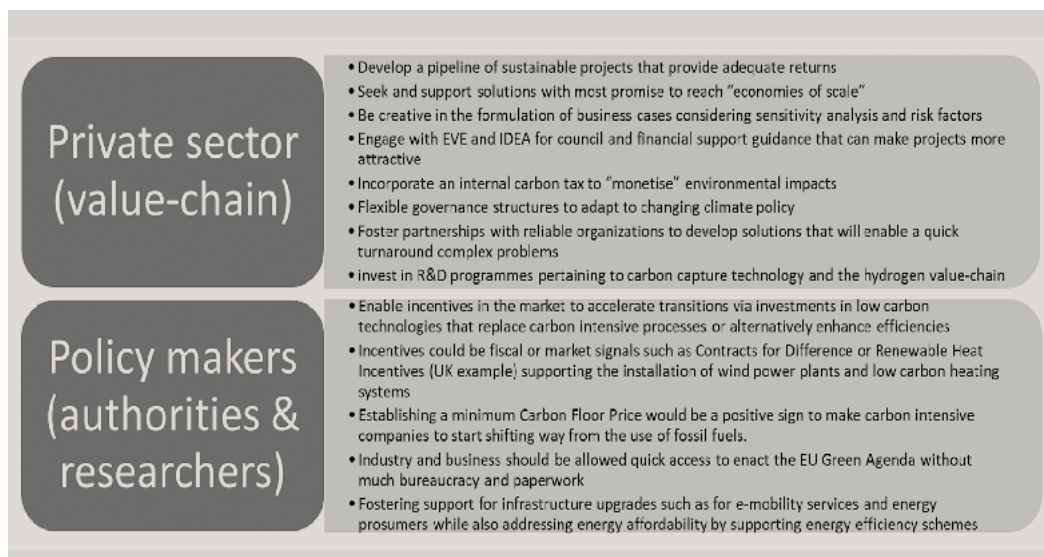 Private sector
(value-chain)
• Develop a pipeline of sustainable projects that provide adequate returns
• Seek and support solutions with most promise to reach "economies of scale"
• Be creative in the formulation of business cases considering sensitivity analysis and risk factors
• Engage with EVE and IDEA for council and financial support guidance that can make projects more
attractive
• Incorporate an internal carbon tax to "monetise" environmental impacts
• Flexible governance structures to adapt to changing climate policy
• Foster partnerships with reliable organizations to develop solutions that will enable a quick
turnaround complex problems
• invest in R&D programmes pertaining to carbon capture technology and the hydrogen value-chain
Policy makers
(authorities &
researchers)
• Enable incentives in the market to accelerate transitions via investments in low carbon
technologies that replace carbon intensive processes or alternatively enhance efficiencies
• Incentives could be fiscal or market signals such as Contracts for Difference or Renewable Heat
Incentives (UK example) supporting the installation of wind power plants and low carbon heating
systems
• Establishing a minimum Carbon Floor Price would be a positive sign to make carbon intensive
companies to start shifting way from the use of fossil fuels.
• Industry and business should be allowed quick access to enact the EU Green Agenda without
much bureaucracy and paperwork
• Fostering support for infrastructure upgrades such as for e-mobility services and energy
prosumers while also addressing energy affordability by supporting energy efficiency schemes